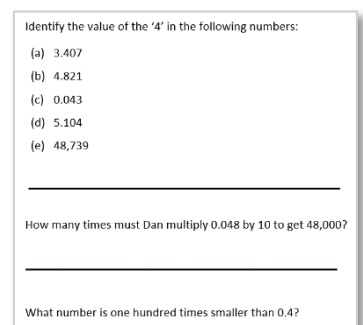 Identify the value of the ‘4’ in the following numbers:
(a) 3.407
(b) 4.821
(c) 0.043
(d) 5.104
(e) 48,739
How many times must Dan multiply 0.048 by 10 to get 48,000?
What number is one hundred times smaller than 0.4?